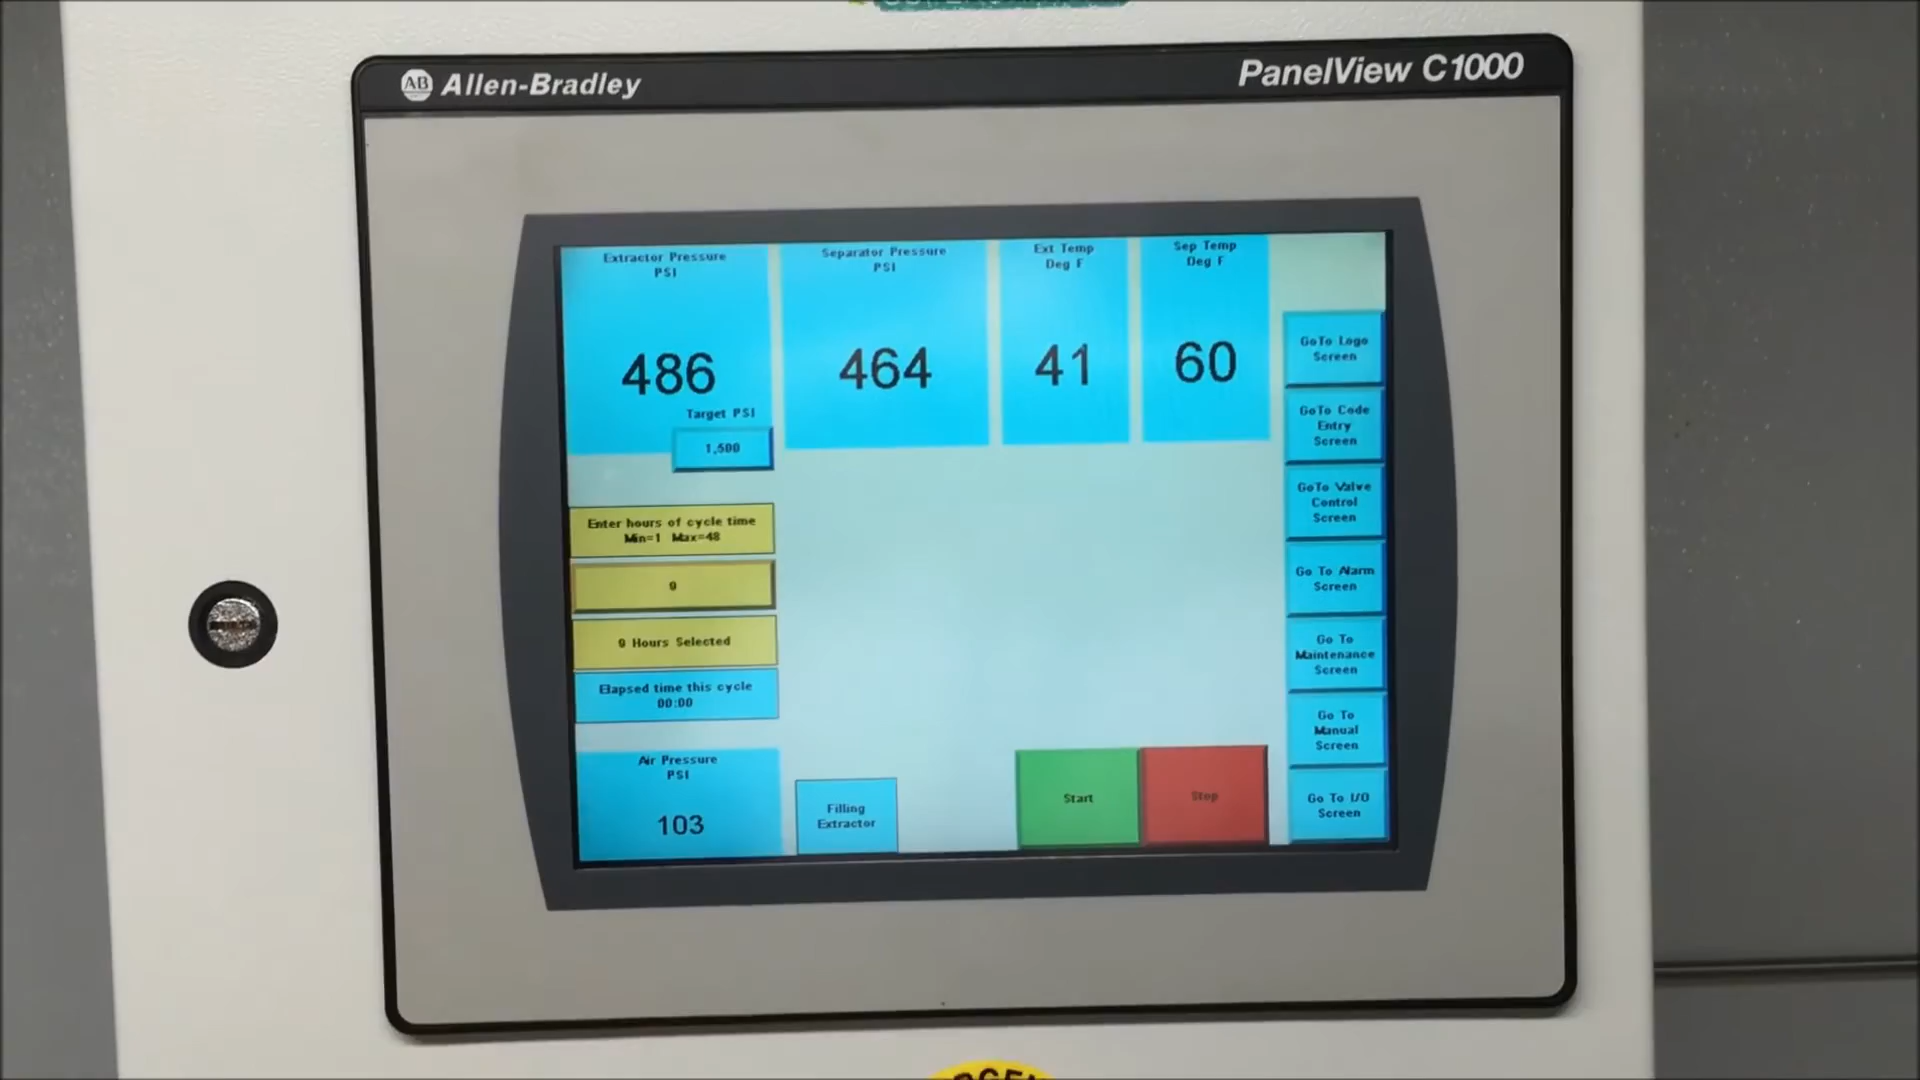 AB Allen-Bradley
PanelView C1000
Extractor Pressure
PSI
486
Target PSI
1,500
Separator Pressure
PSI
464
Ext Temp
Deg F
41
Sep Temp
Deg F
60
GoTo Logo
Screen
GoTo Code
Entry
Screen
GoTo Valve
Control
Screen
Go To Alarm
Screen
Go To
Maintenance
Screen
Go To
Manual
Screen
Go To I/O
Screen
Enter hours of cycle time
Min=1 Max=48
0
0 Hours Selected
Elapsed time this cycle
00:00
Air Pressure
PSI
103
Filling
Extractor
Start
Stop